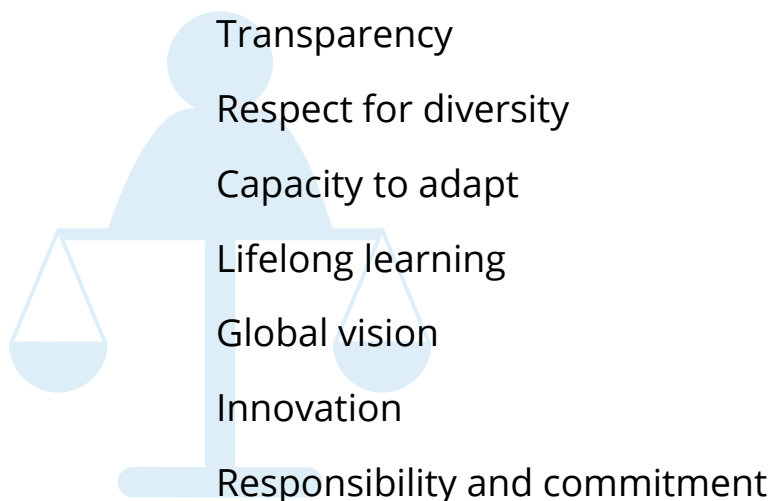 Transparency
Respect for diversity
Capacity to adapt
Lifelong learning
Global vision
Innovation
Responsibility and commitment